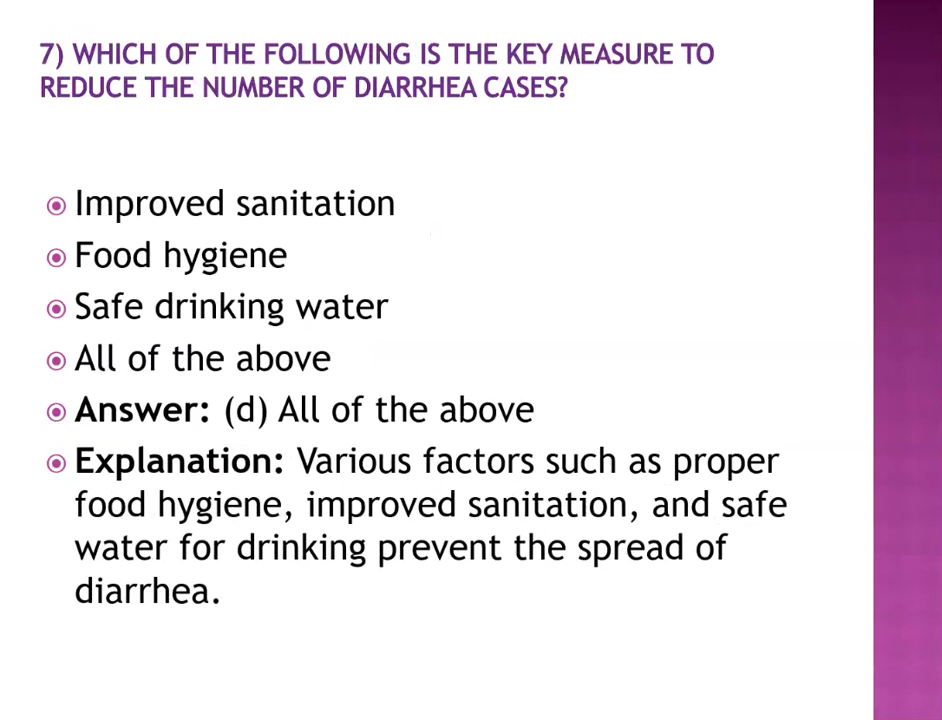 7) WHICH OF THE FOLLOWING IS THE KEY MEASURE TO
REDUCE THE NUMBER OF DIARRHEA CASES?
Improved sanitation
Food hygiene
Safe drinking water
All of the above
Answer: (d) All of the above
Explanation: Various factors such as proper
food hygiene, improved sanitation, and safe
water for drinking prevent the spread of
diarrhea.